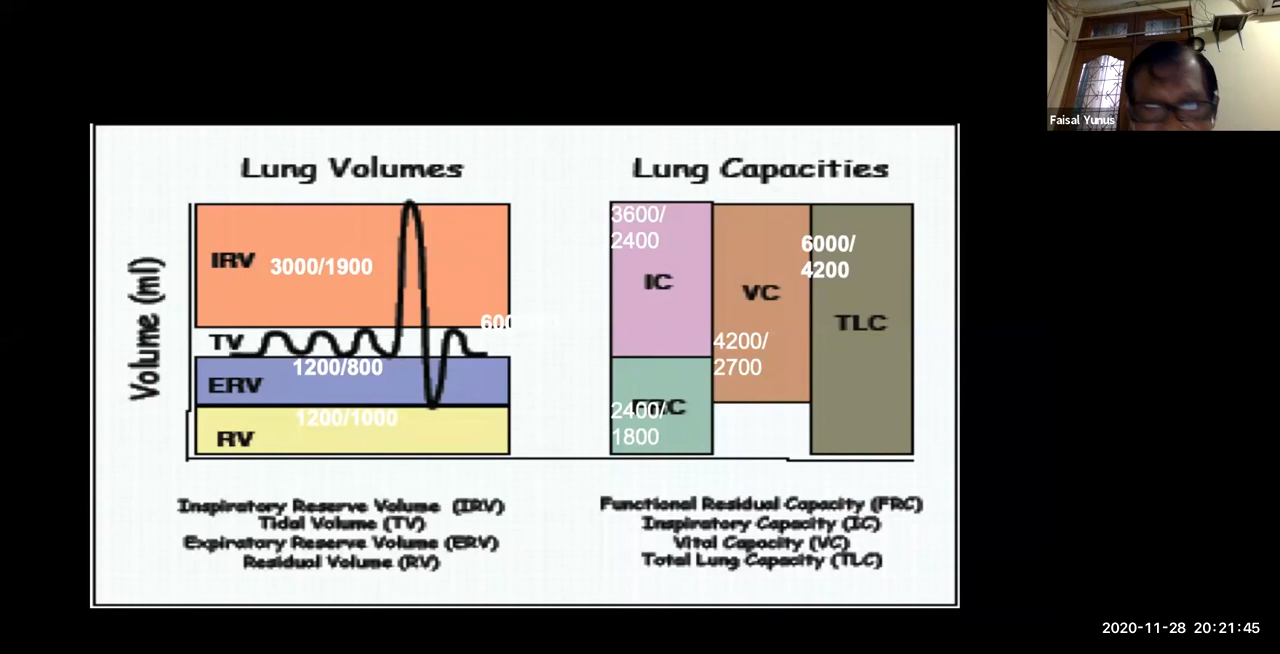 Faisal Yunus
Lung Volumes
Volume (ml)
IRV
3000/1900
TV
600
1200/800
ERV
1200/1000
RV
Inspiratory Reserve Volume (IRV)
Tidal Volume (TV)
Expiratory Reserve Volume (ERV)
Residual Volume (RV)
Lung Capacities
3600/
2400
IC
2400/
1800
VC
4200/
2700
6000/
4200
TLC
Functional Residual Capacity (FRC)
Inspiratory Capacity (IC)
Vital Capacity (VC)
Total Lung Capacity (TLC)
2020-11-28 20:21:45